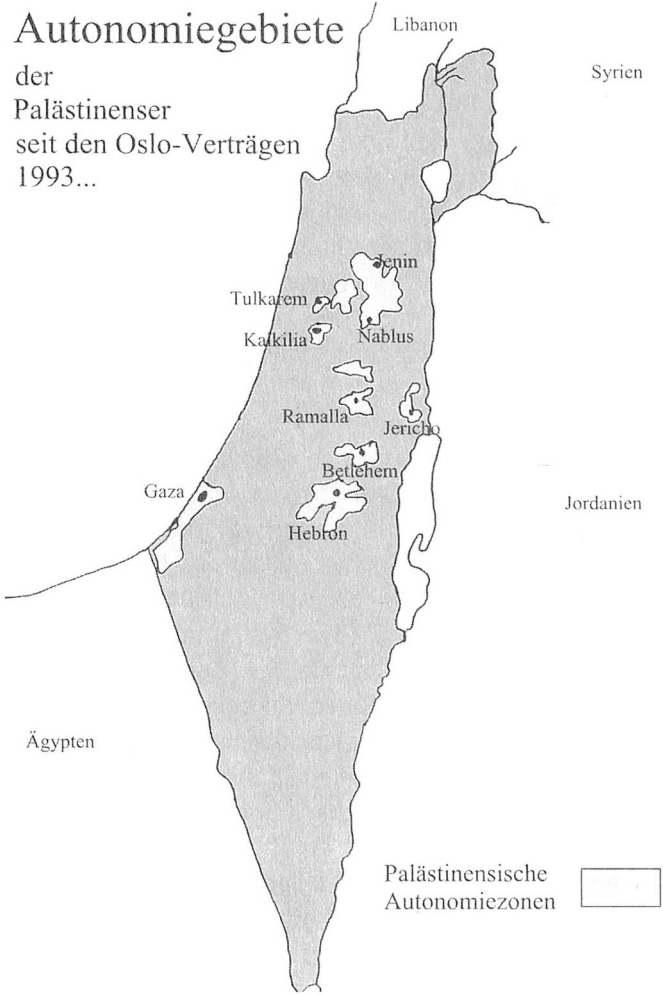 Autonomiegebiete
der
Palästinenser
seit den Oslo-Verträgen
1993...
Libanon
Syrien
Jenin
Tulkarem
Kalkilia
Nablus
Ramalla
Jericho
Betlehem
Gaza
Hebron
Jordanien
Ägypten
Palästinensische
Autonomiezonen